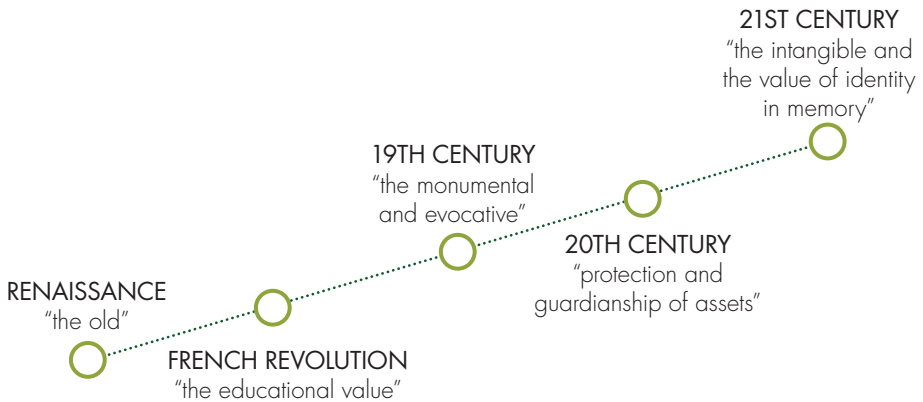 RENAISSANCE
“the old”
FRENCH REVOLUTION
“the educational value”
19TH CENTURY
“the monumental
and evocative”
20TH CENTURY
“protection and
guardianship of assets”
21ST CENTURY
“the intangible and
the value of identity
in memory”